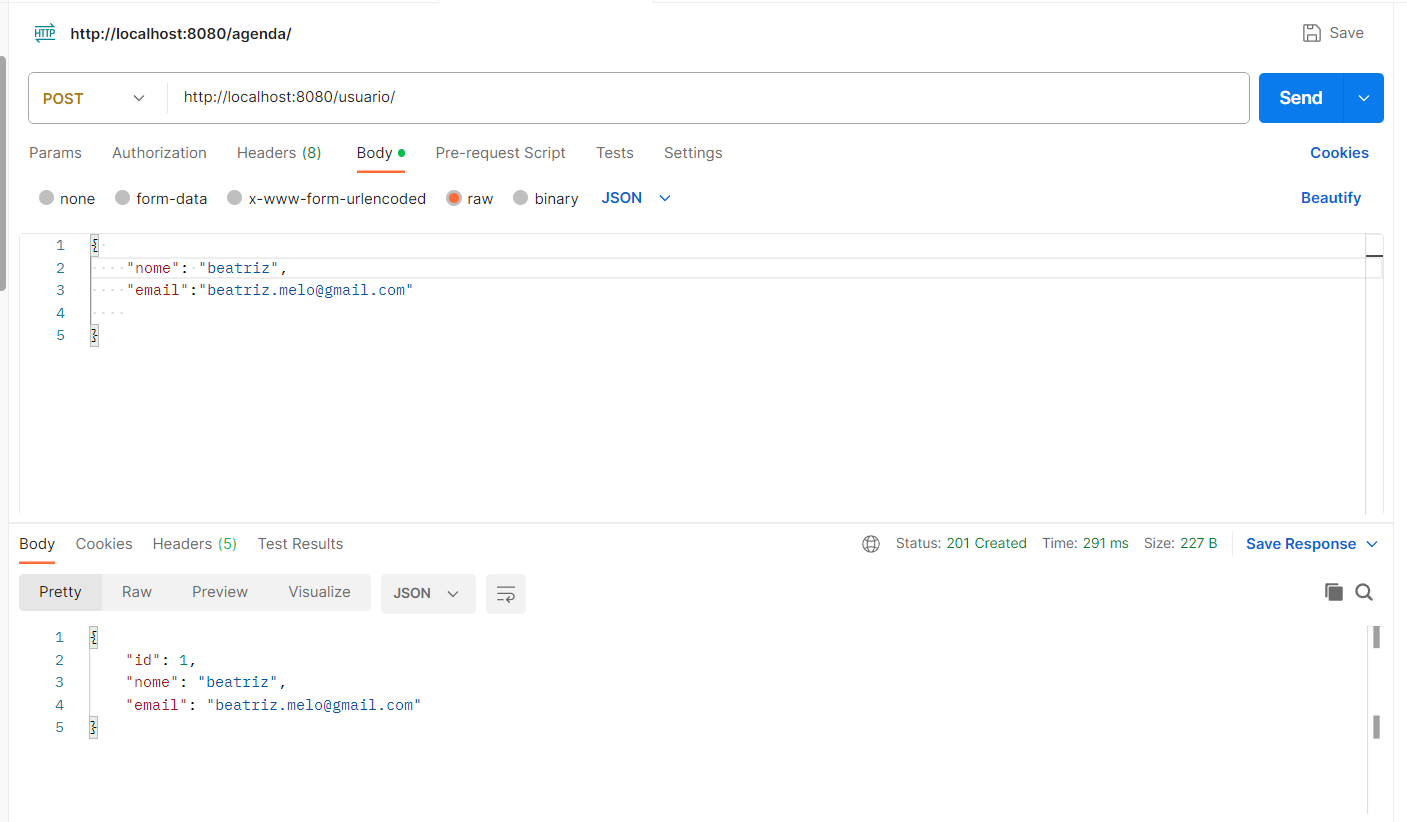 HTTP http://localhost:8080/agenda/ Save
POST http://localhost:8080/usuario/ Send
Params Authorization Headers (8) Body Pre-request Script Tests Settings Cookies
none form-data x-www-form-urlencoded raw binary JSON Beautify
1 {
2 "nome": "beatriz",
3 "email":"beatriz.melo@gmail.com"
4
5 }
Body Cookies Headers (5) Test Results Status: 201 Created Time: 291 ms Size: 227 B Save Response
Pretty Raw Preview Visualize JSON
1 {
2 "id": 1,
3 "nome": "beatriz",
4 "email": "beatriz.melo@gmail.com"
5 }